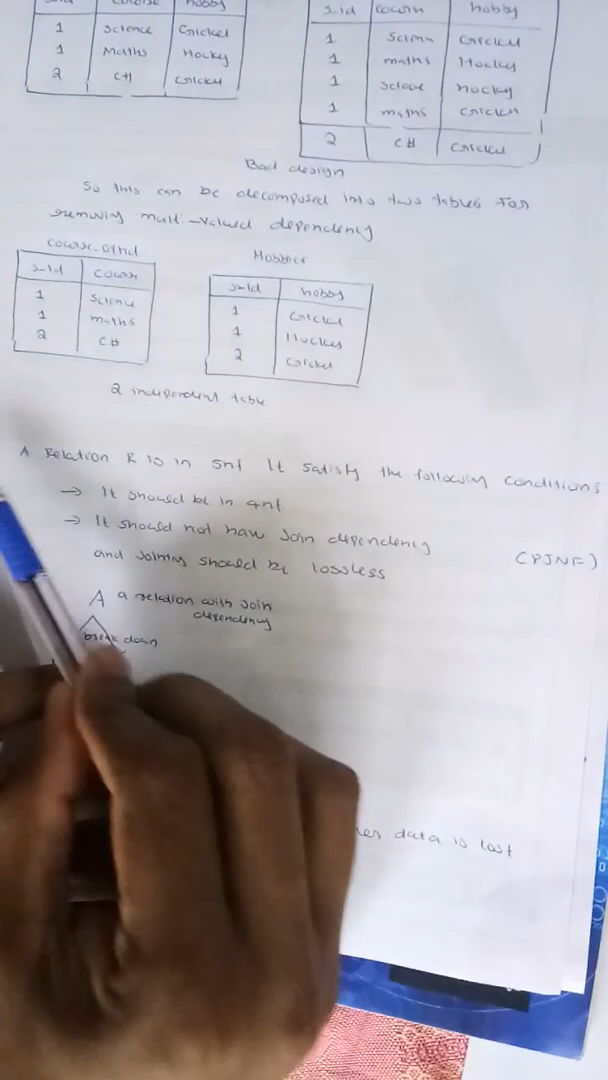 s-id course hobby
1 Science Cricket
1 Maths Hockey
2 C# Cricket
s-id course hobby
1 Science Cricket
1 maths Hockey
1 science hockey
1 maths cricket
2 C# Cricket
Bad design
So this can be decomposed into two tables for
removing multi-valued dependency
course-opted
s-id course
1 Science
1 maths
2 C#
Hobbies
s-id hobby
1 Cricket
1 Hockey
2 Cricket
2 independent table
A Relation R is in 5nf It satisfy the following conditions
→ It should be in 4nf
→ It should not have Join dependency
and Joining should be lossless
(PJNF)
A a relation with Join
dependency
break down
data is lost